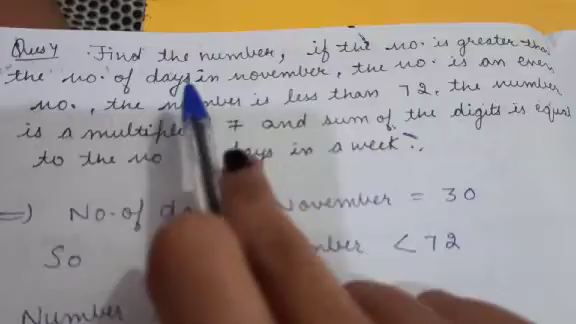 Ques 4 Find the number, if the no. is greater than
the no. of days in november, the no. is an even
no., the number is less than 72, the number
is a multiple 7 and sum of the digits is equal
to the no days in a week.
=> No. of da November = 30
So mber < 72
Number